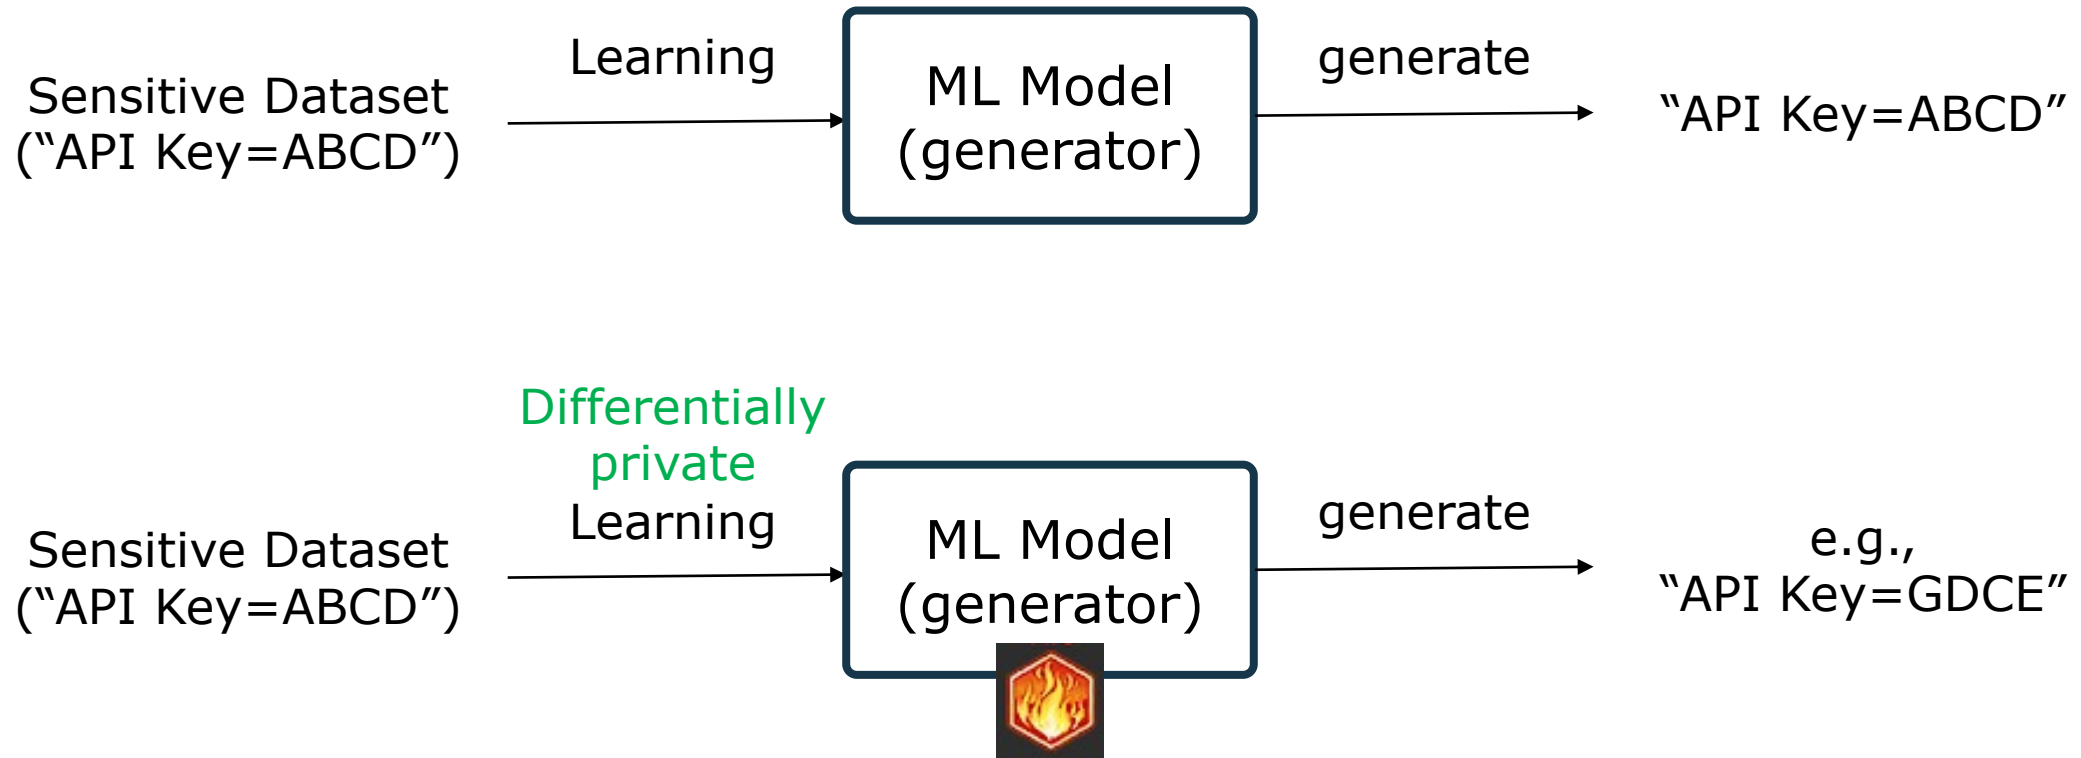 Sensitive Dataset
(“API Key=ABCD”)
Learning
ML Model
(generator)
generate
“API Key=ABCD”
Sensitive Dataset
(“API Key=ABCD”)
Differentially
private
Learning
ML Model
(generator)
generate
e.g.,
“API Key=GDCE”